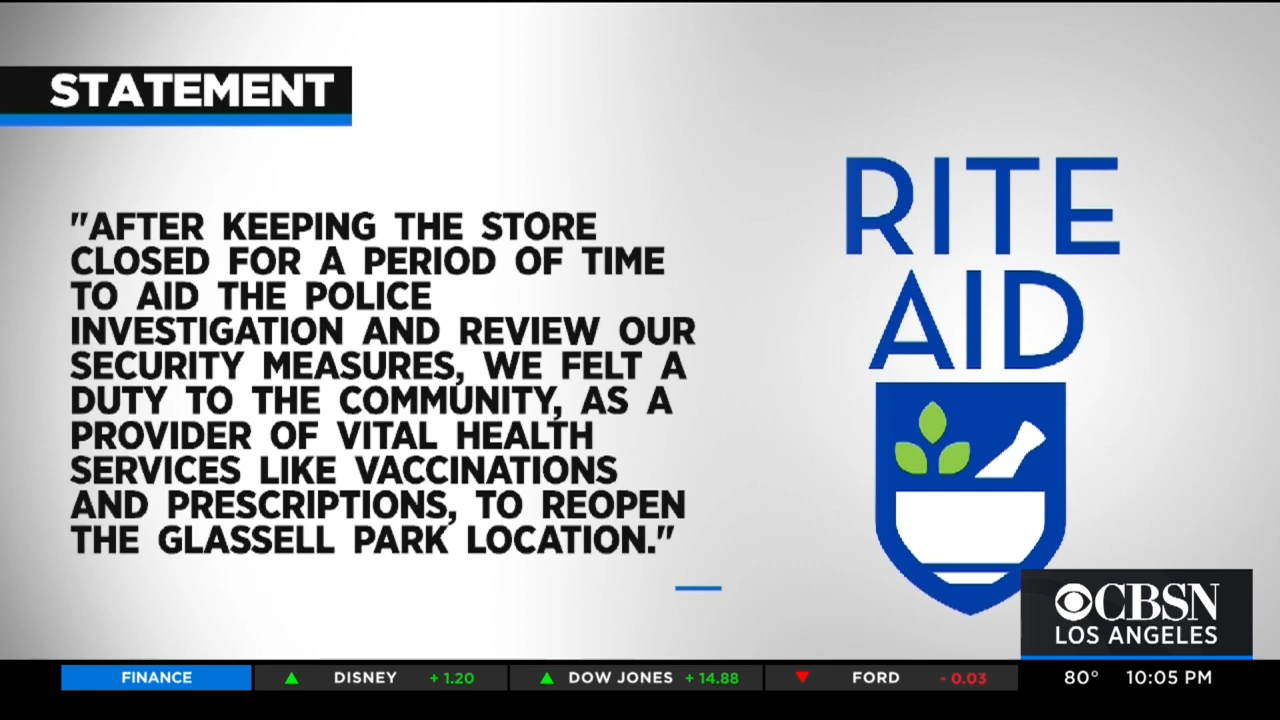 STATEMENT
"AFTER KEEPING THE STORE
CLOSED FOR A PERIOD OF TIME
TO AID THE POLICE
INVESTIGATION AND REVIEW OUR
SECURITY MEASURES, WE FELT A
DUTY TO THE COMMUNITY, AS A
PROVIDER OF VITAL HEALTH
SERVICES LIKE VACCINATIONS
AND PRESCRIPTIONS, TO REOPEN
THE GLASSELL PARK LOCATION."
RITE
AID
CBSN
LOS ANGELES
FINANCE DISNEY + 1.20 DOW JONES + 14.88 FORD - 0.03 80° 10:05 PM